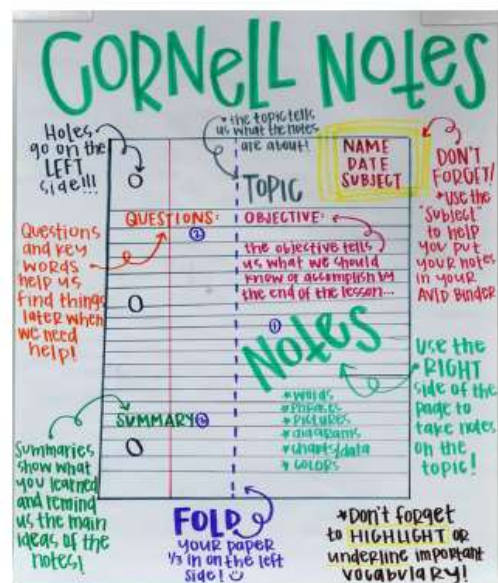 CORNELL NOTES
Holes
go on the
LEFT
side!!!
*the topic tells
us what the notes
are about!
NAME
DATE
SUBJECT
TOPIC
DON'T
FORGET!
*USE the
"Subject"
to help
you put
your notes
in your
AVID Binder
Questions
and key
words
help us
find things
later when
we need
help!
QUESTIONS:
②
OBJECTIVE:
the objective tells
us what we should
know or accomplish by
the end of the lesson...
①
Notes
*words
*phrases
*pictures
*diagrams
*charts/data
*colors
Use the
RIGHT
side of the
page to
take notes
on the
topic!
SUMMARY③
Summaries
show what
you learned
and remind
us the main
ideas of the
notes!
FOLD
your paper
1/3 in on the left
side!
*Don't forget
to HIGHLIGHT or
underline important
vocabulary!